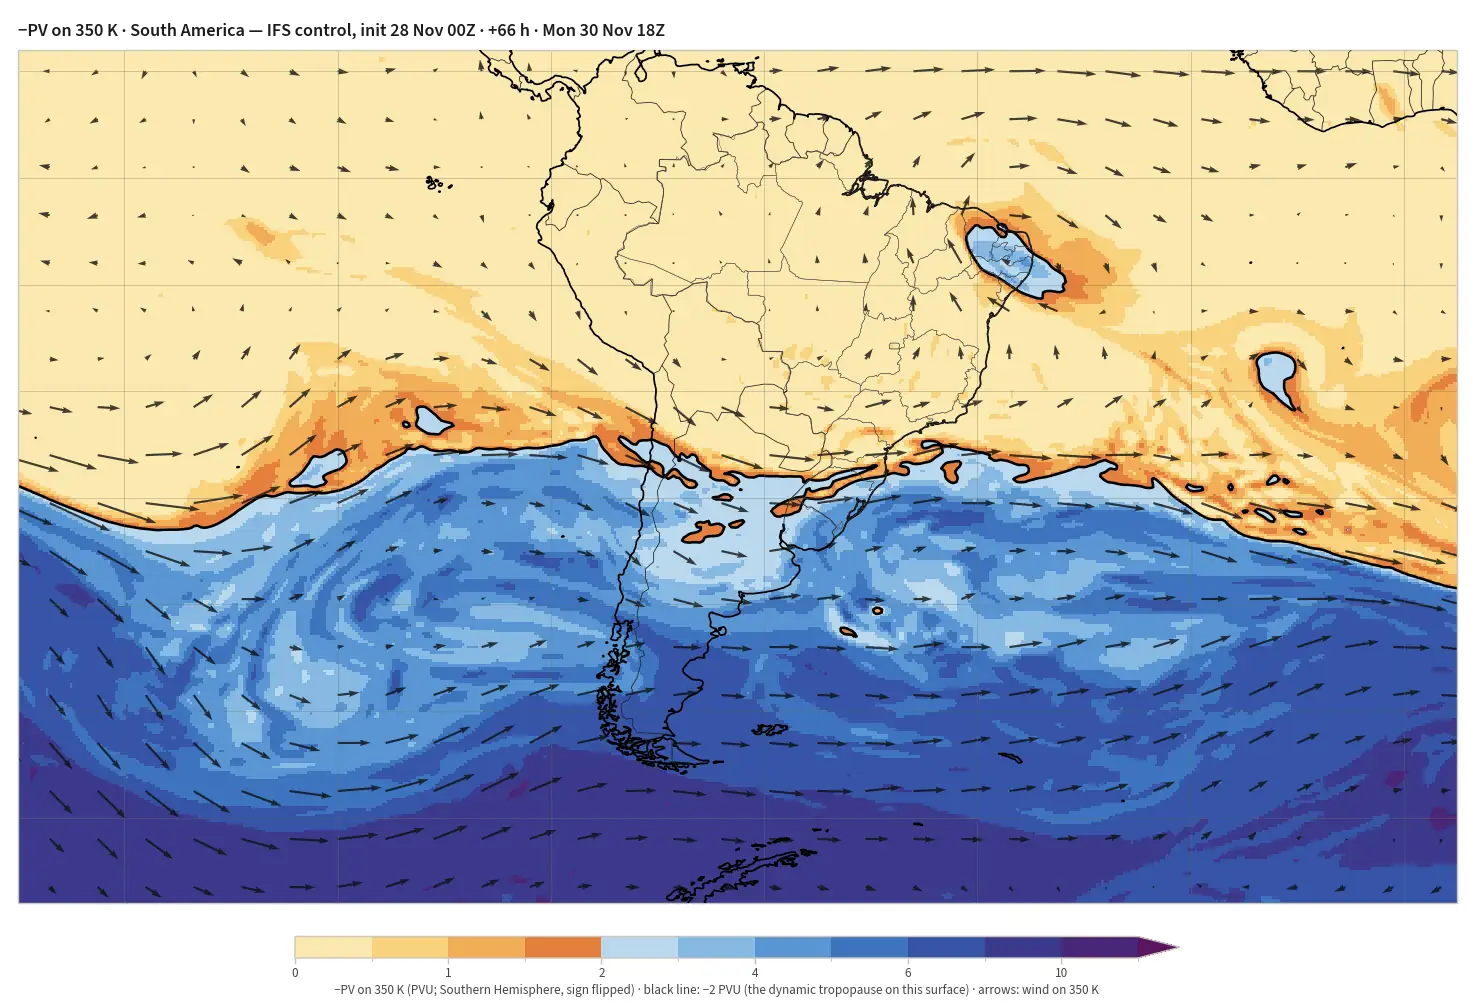 −PV on 350 K · South America — IFS control, init 28 Nov 00Z · +66 h · Mon 30 Nov 18Z
0 1 2 4 6 10
−PV on 350 K (PVU; Southern Hemisphere, sign flipped) · black line: −2 PVU (the dynamic tropopause on this surface) · arrows: wind on 350 K